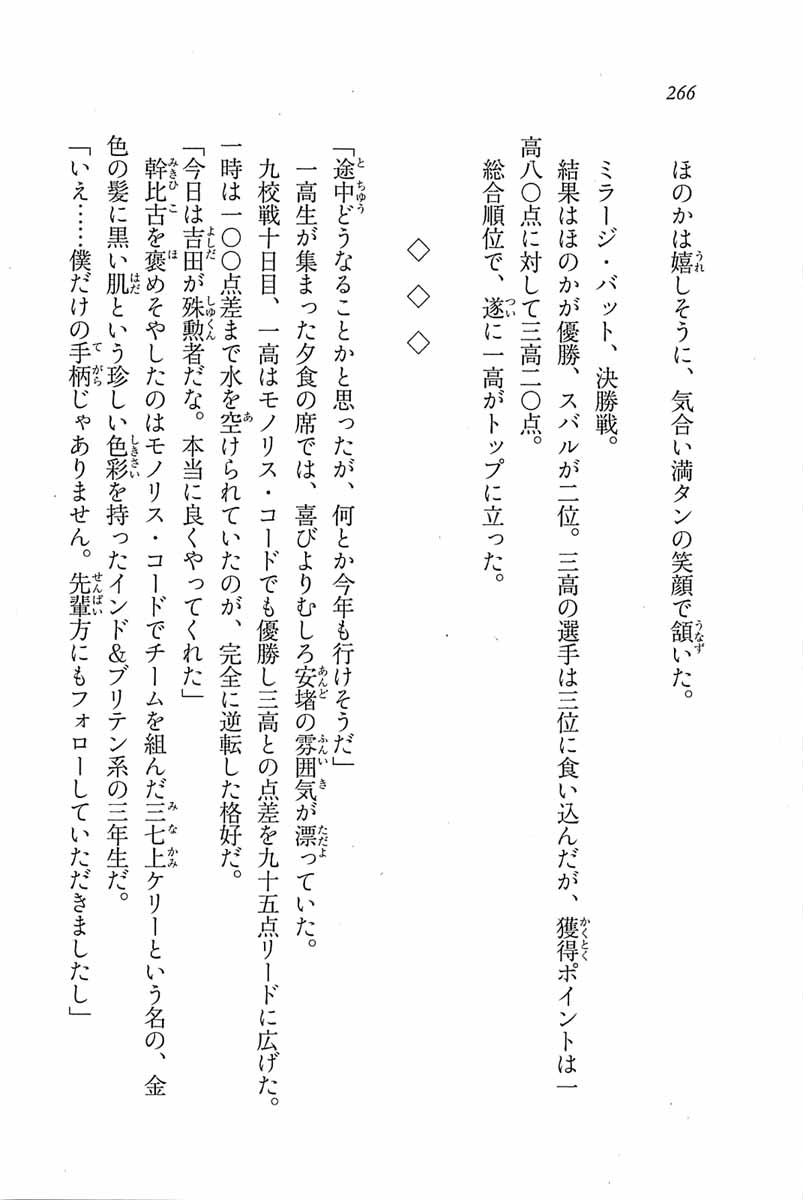 266
ほのかは嬉しそうに、気合い満タンの笑顔で頷いた。
ミラージ・バット、決勝戦。
結果はほのかが優勝、スバルが二位。三高の選手は三位に食い込んだが、獲得ポイントは一
高八〇点に対して三高二〇点。
総合順位で、遂に一高がトップに立った。
◇ ◇ ◇
「途中どうなることかと思ったが、何とか今年も行けそうだ」
一高生が集まった夕食の席では、喜びよりむしろ安堵の雰囲気が漂っていた。
九校戦十日目、一高はモノリス・コードでも優勝し三高との点差を九十五点リードに広げた。
一時は一〇〇点差まで水を空けられていたのが、完全に逆転した格好だ。
「今日は吉田が殊勲者だな。本当に良くやってくれた」
幹比古を褒めそやしたのはモノリス・コードでチームを組んだ三七上ケリーという名の、金
色の髪に黒い肌という珍しい色彩を持ったインド＆ブリテン系の三年生だ。
「いえ……僕だけの手柄じゃありません。先輩方にもフォローしていただきましたし」